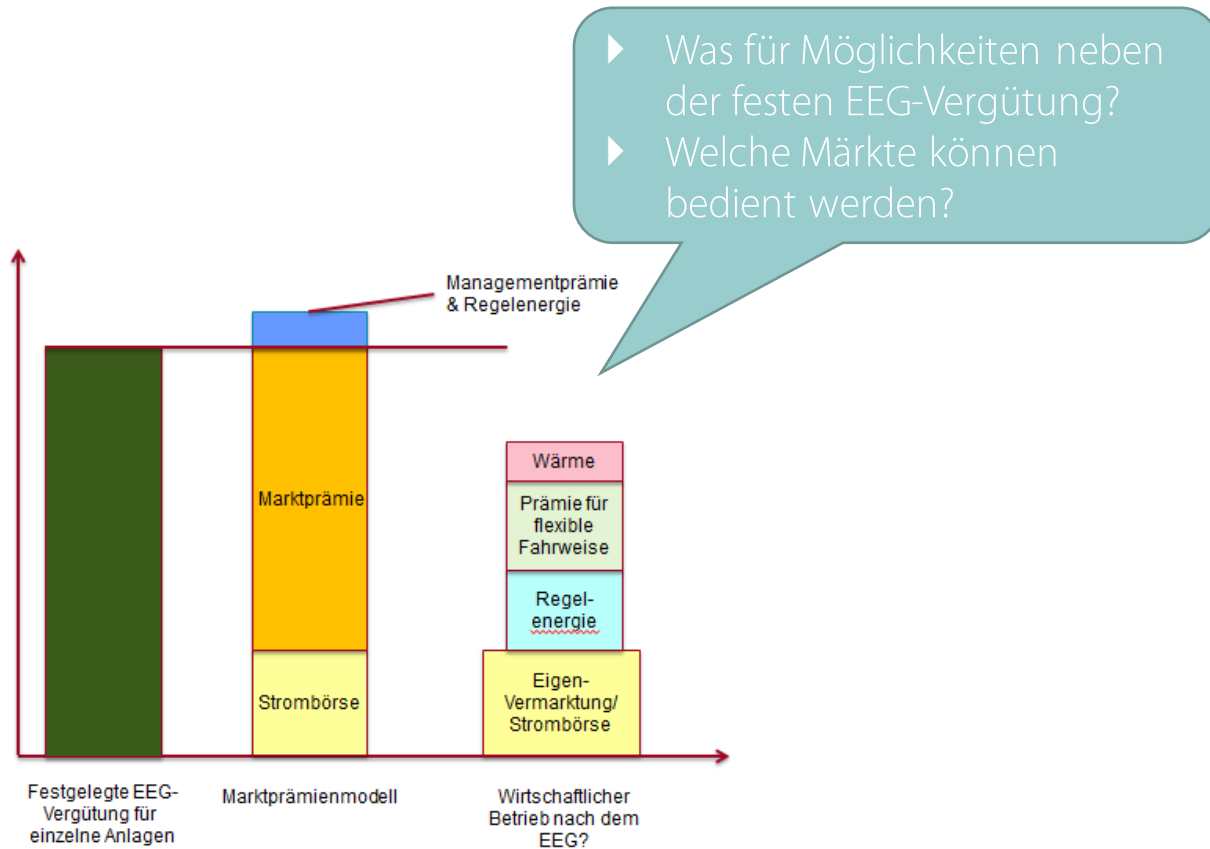 Was für Möglichkeiten neben
der festen EEG-Vergütung?
Welche Märkte können
bedient werden?
Managementprämie
& Regelenergie
Marktprämie
Strombörse
Wärme
Prämie für
flexible
Fahrweise
Regel-
energie
Eigen-
Vermarktung/
Strombörse
Festgelegte EEG-
Vergütung für
einzelne Anlagen
Marktprämienmodell
Wirtschaftlicher
Betrieb nach dem
EEG?